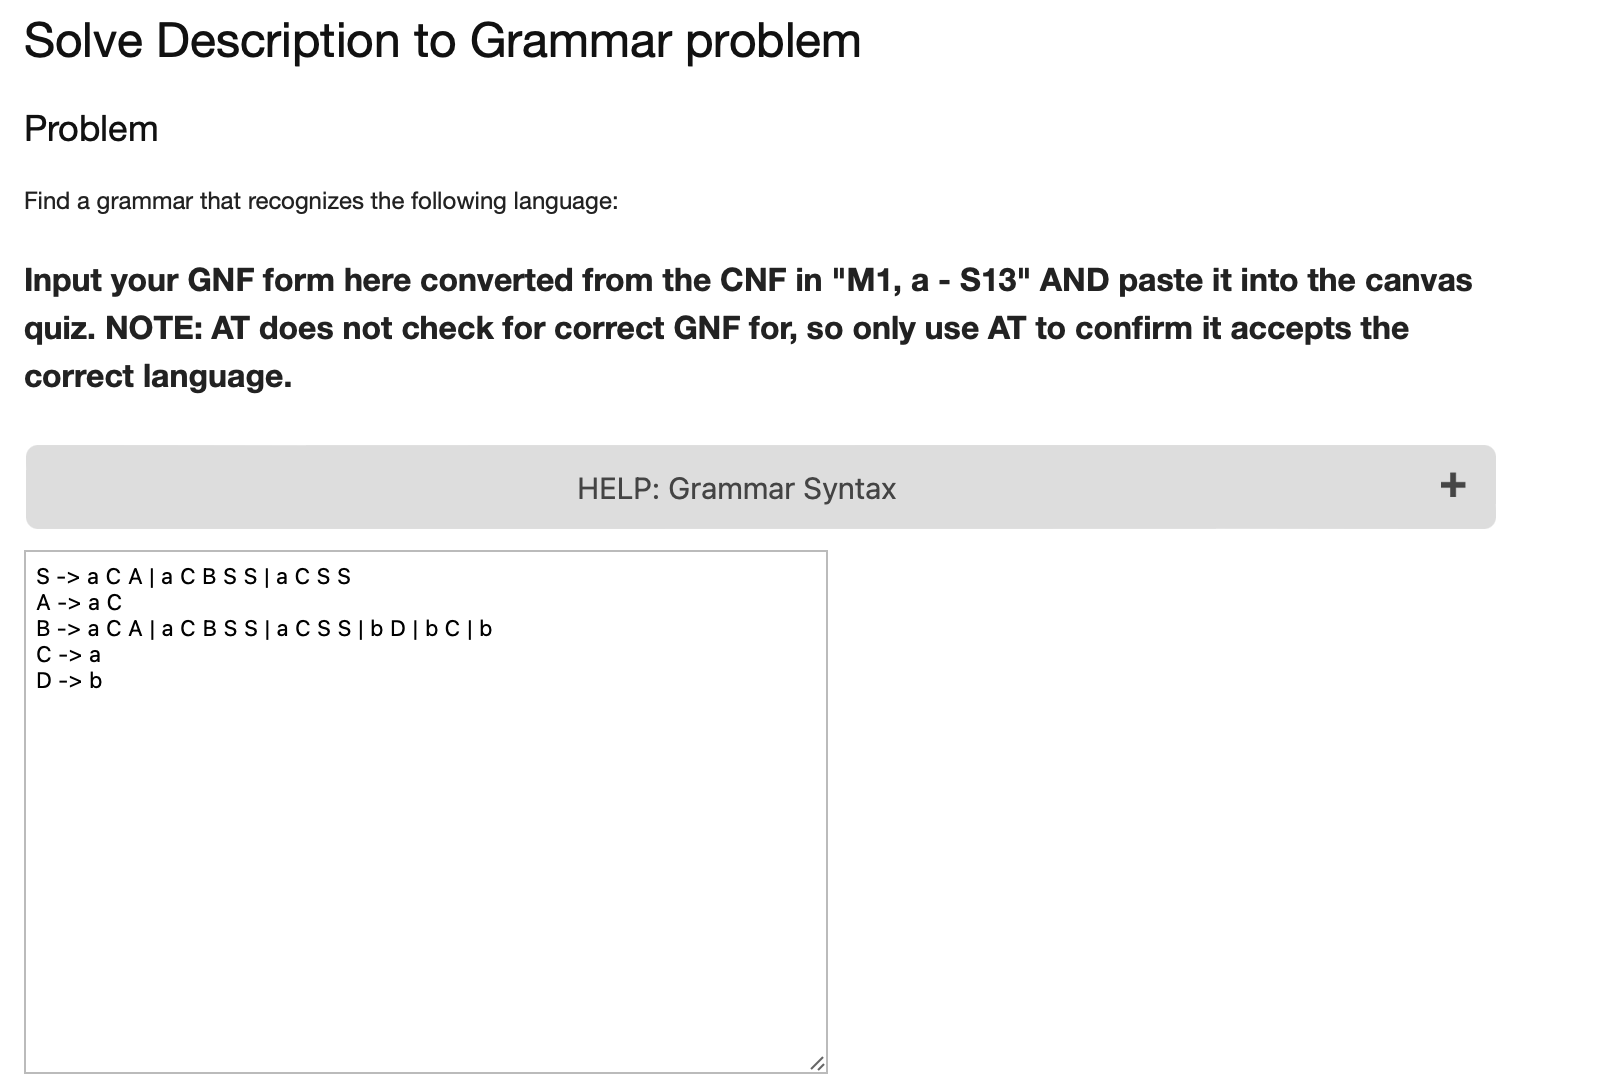 Solve Description to Grammar problem
Problem
Find a grammar that recognizes the following language:
Input your GNF form here converted from the CNF in "M1, a - S13" AND paste it into the canvas
quiz. NOTE: AT does not check for correct GNF for, so only use AT to confirm it accepts the
correct language.
HELP: Grammar Syntax +
S -> a C A | a C B S S | a C S S
A -> a C
B -> a C A | a C B S S | a C S S | b D | b C | b
C -> a
D -> b